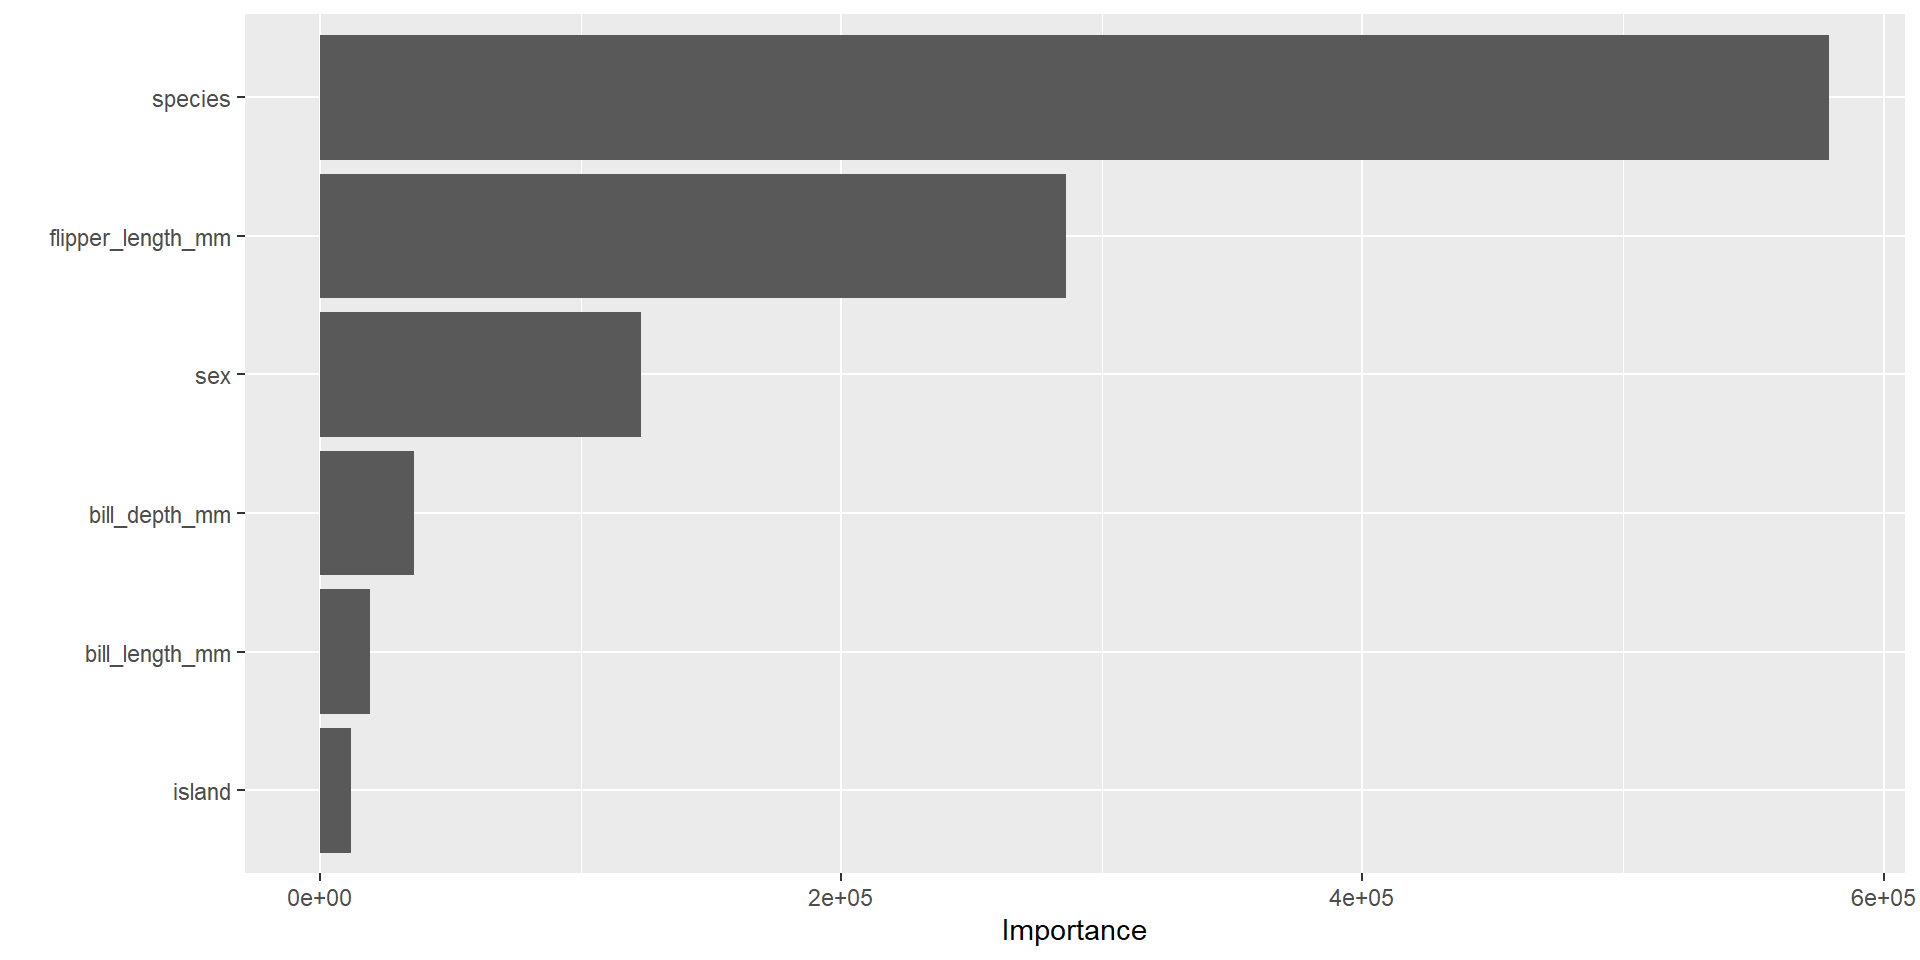 species
flipper_length_mm
sex
bill_depth_mm
bill_length_mm
island
0e+00 2e+05 4e+05 6e+05
Importance